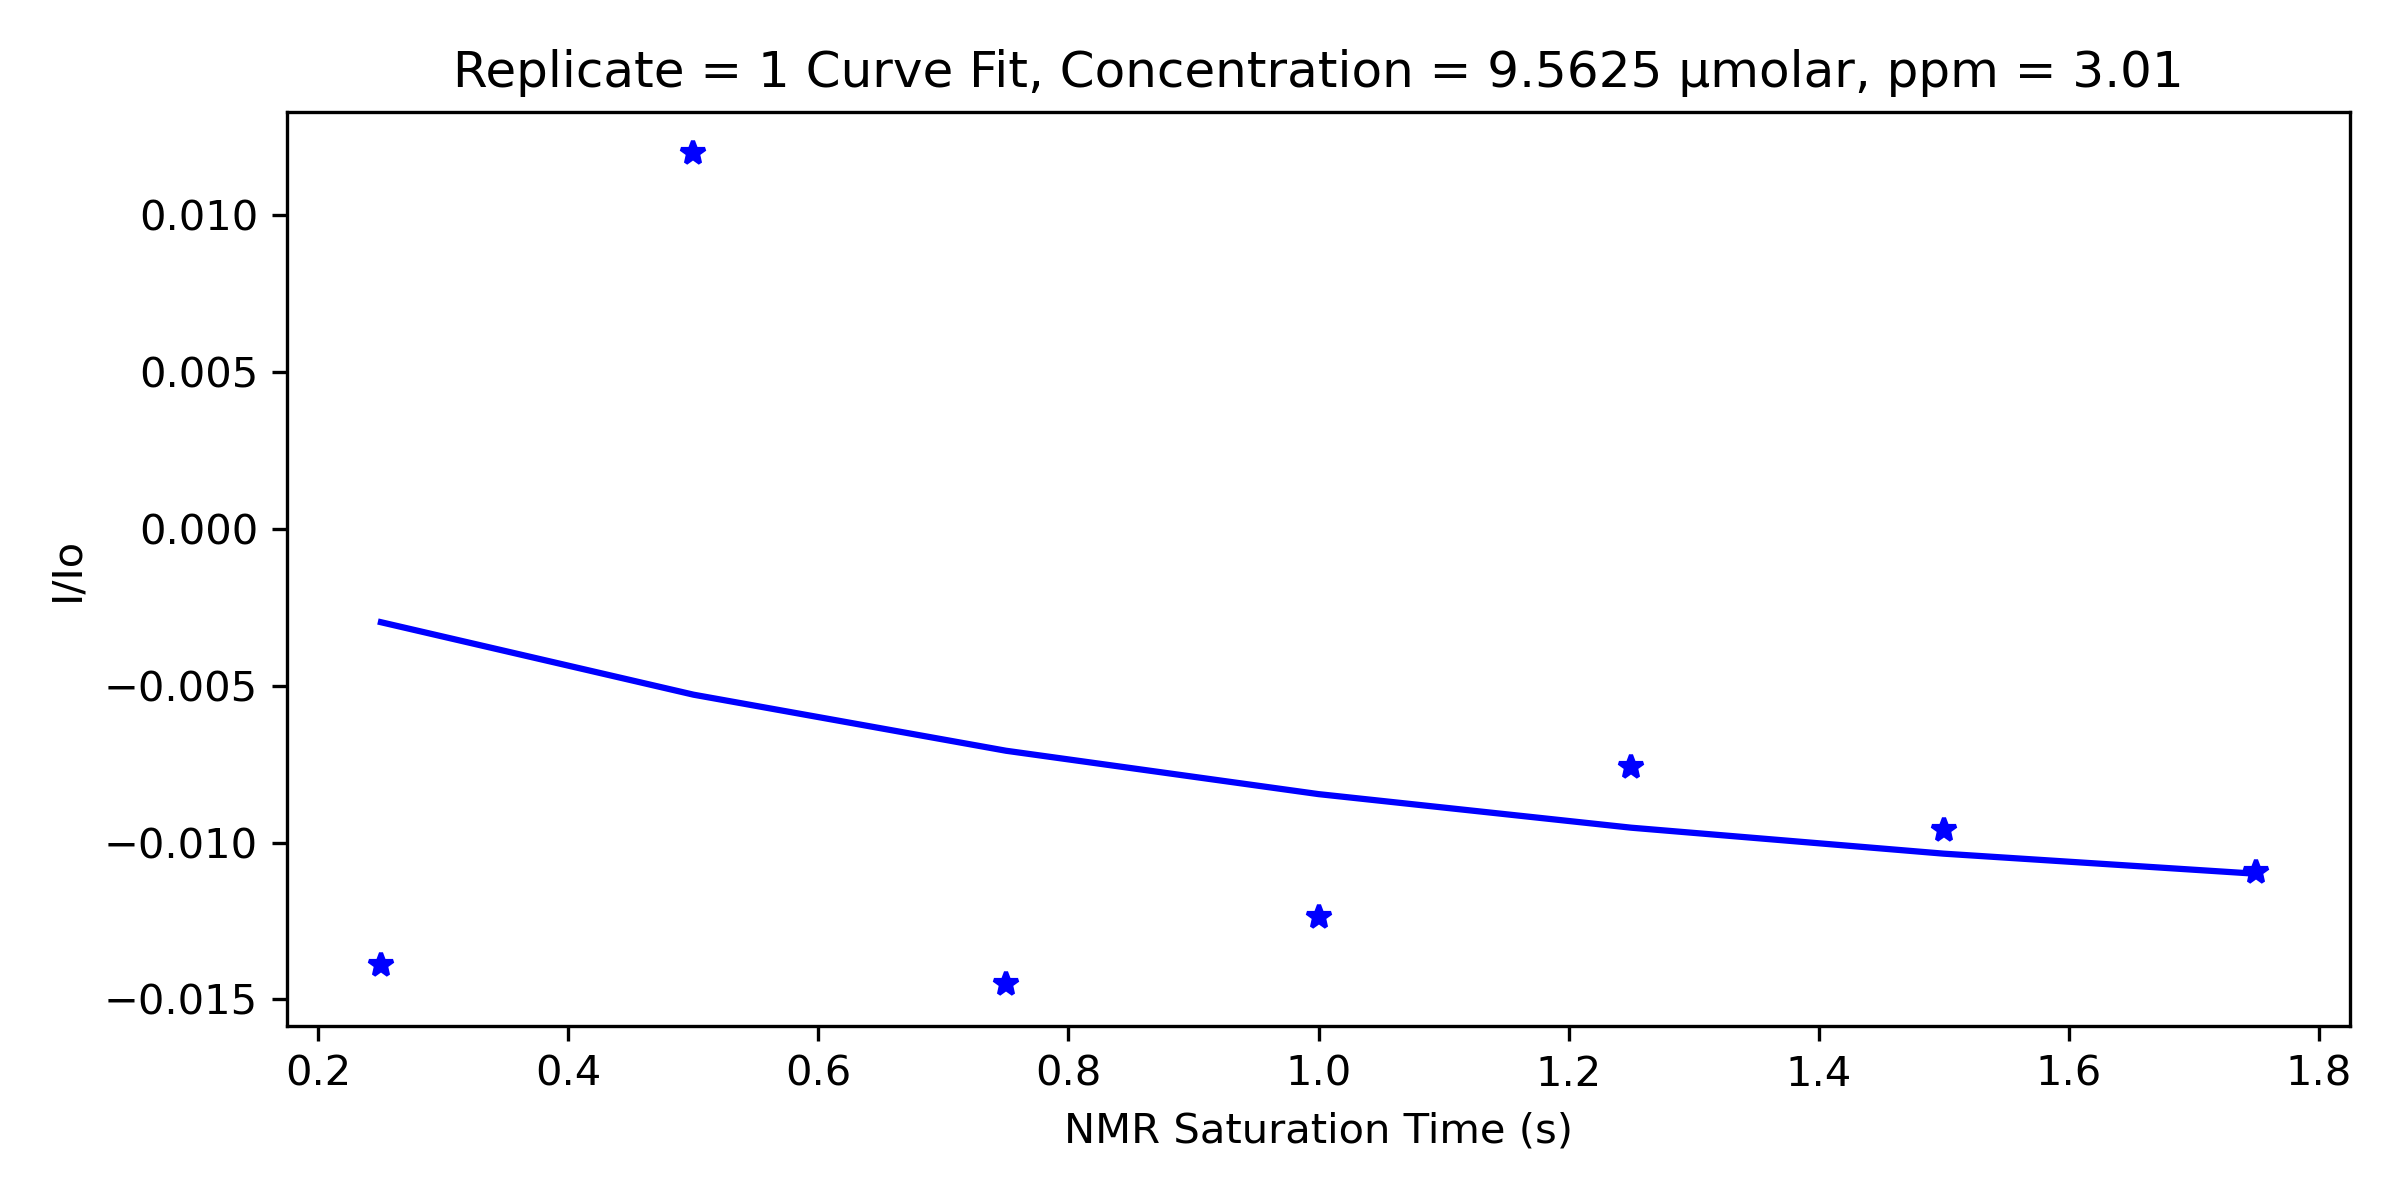 Replicate = 1 Curve Fit, Concentration = 9.5625 µmolar, ppm = 3.01
0.010
0.005
0.000
−0.005
−0.010
−0.015
I/Io
0.2 0.4 0.6 0.8 1.0 1.2 1.4 1.6 1.8
NMR Saturation Time (s)